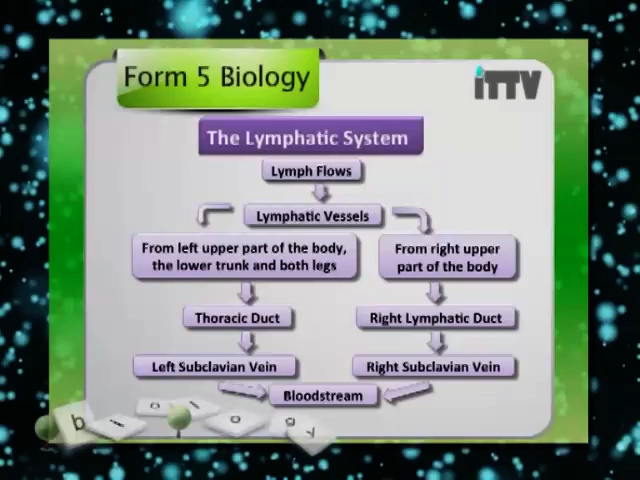 Form 5 Biology
iTTV
The Lymphatic System
Lymph Flows
Lymphatic Vessels
From left upper part of the body,
the lower trunk and both legs
From right upper
part of the body
Thoracic Duct
Right Lymphatic Duct
Left Subclavian Vein
Right Subclavian Vein
Bloodstream
b i o l o g y